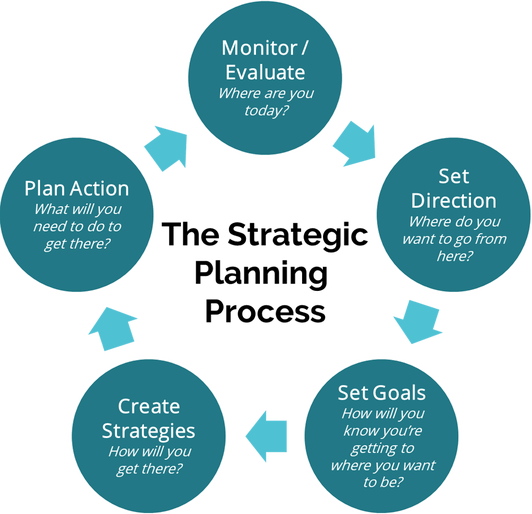 Monitor /
Evaluate
Where are you
today?
Set
Direction
Where do you
want to go from
here?
Set Goals
How will you
know you're
getting to
where you want
to be?
Create
Strategies
How will you
get there?
Plan Action
What will you
need to do to
get there?
The Strategic
Planning
Process